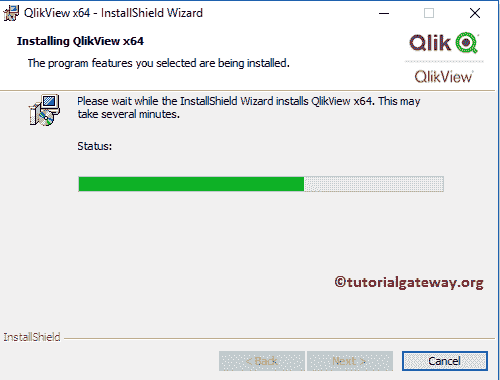 QlikView x64 - InstallShield Wizard
Installing QlikView x64
The program features you selected are being installed.
Qlik
QlikView
Please wait while the InstallShield Wizard installs QlikView x64. This may
take several minutes.
Status:
©tutorialgateway.org
InstallShield
< Back
Next >
Cancel